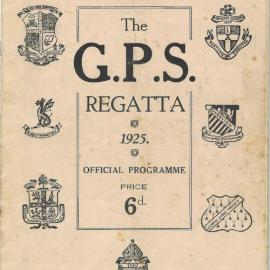 The
G.P.S.
REGATTA
1925.
OFFICIAL PROGRAMME
PRICE
6d.